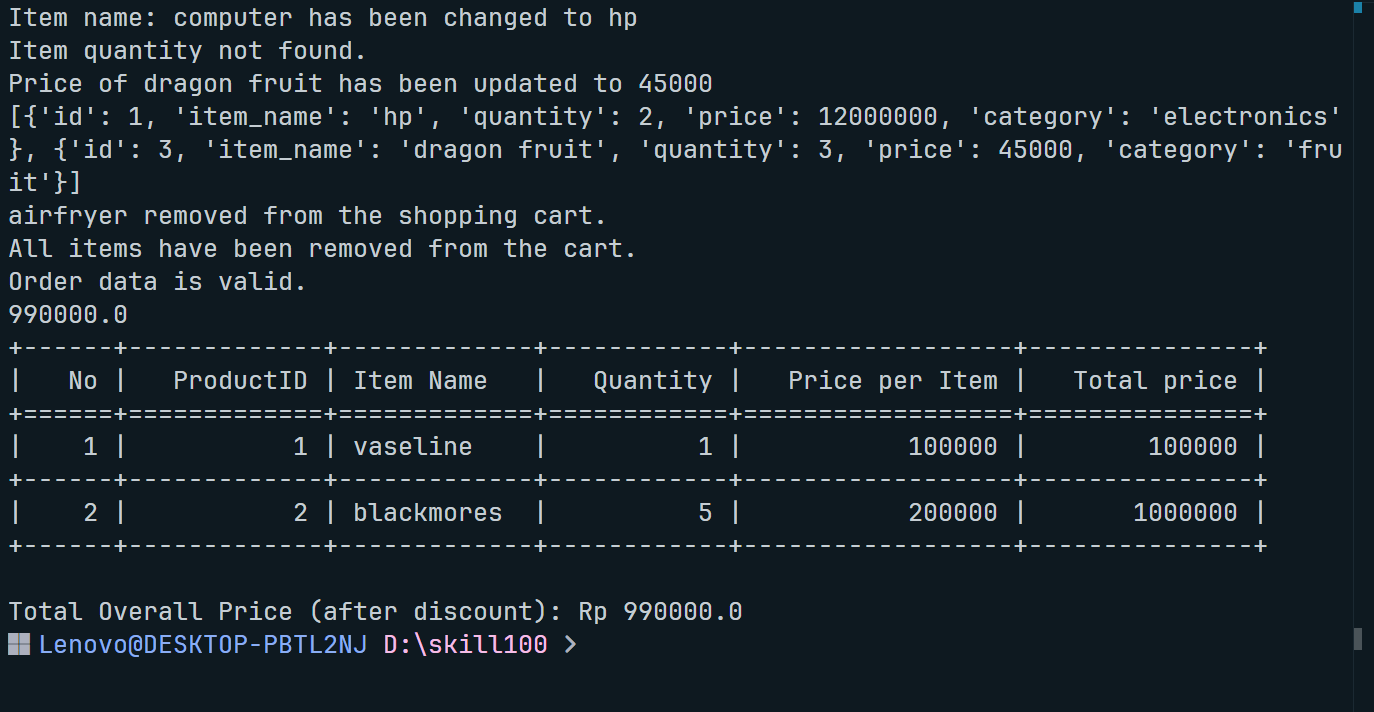 Item name: computer has been changed to hp
Item quantity not found.
Price of dragon fruit has been updated to 45000
[{'id': 1, 'item_name': 'hp', 'quantity': 2, 'price': 12000000, 'category': 'electronics'
}, {'id': 3, 'item_name': 'dragon fruit', 'quantity': 3, 'price': 45000, 'category': 'fru
it'}]
airfryer removed from the shopping cart.
All items have been removed from the cart.
Order data is valid.
990000.0
+------+-------------+-------------+------------+------------------+---------------+
|   No |   ProductID | Item Name   |   Quantity |   Price per Item |   Total price |
+======+=============+=============+============+==================+===============+
|    1 |           1 | vaseline    |          1 |           100000 |        100000 |
+------+-------------+-------------+------------+------------------+---------------+
|    2 |           2 | blackmores  |          5 |           200000 |       1000000 |
+------+-------------+-------------+------------+------------------+---------------+
Total Overall Price (after discount): Rp 990000.0
Lenovo@DESKTOP-PBTL2NJ D:\skill100 >